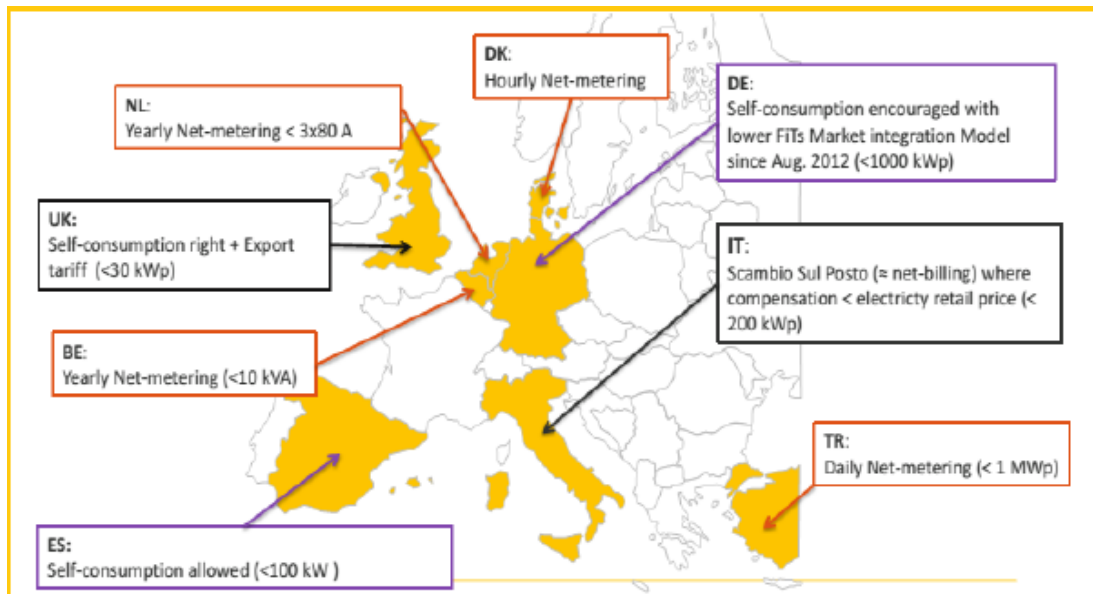 DK:
Hourly Net-metering
NL:
Yearly Net-metering < 3x80 A
DE:
Self-consumption encouraged with
lower FiTs Market integration Model
since Aug. 2012 (<1000 kWp)
UK:
Self-consumption right + Export
tariff (<30 kWp)
IT:
Scambio Sul Posto (≈ net-billing) where
compensation < electricty retail price (<
200 kWp)
BE:
Yearly Net-metering (<10 kVA)
TR:
Daily Net-metering (< 1 MWp)
ES:
Self-consumption allowed (<100 kW )